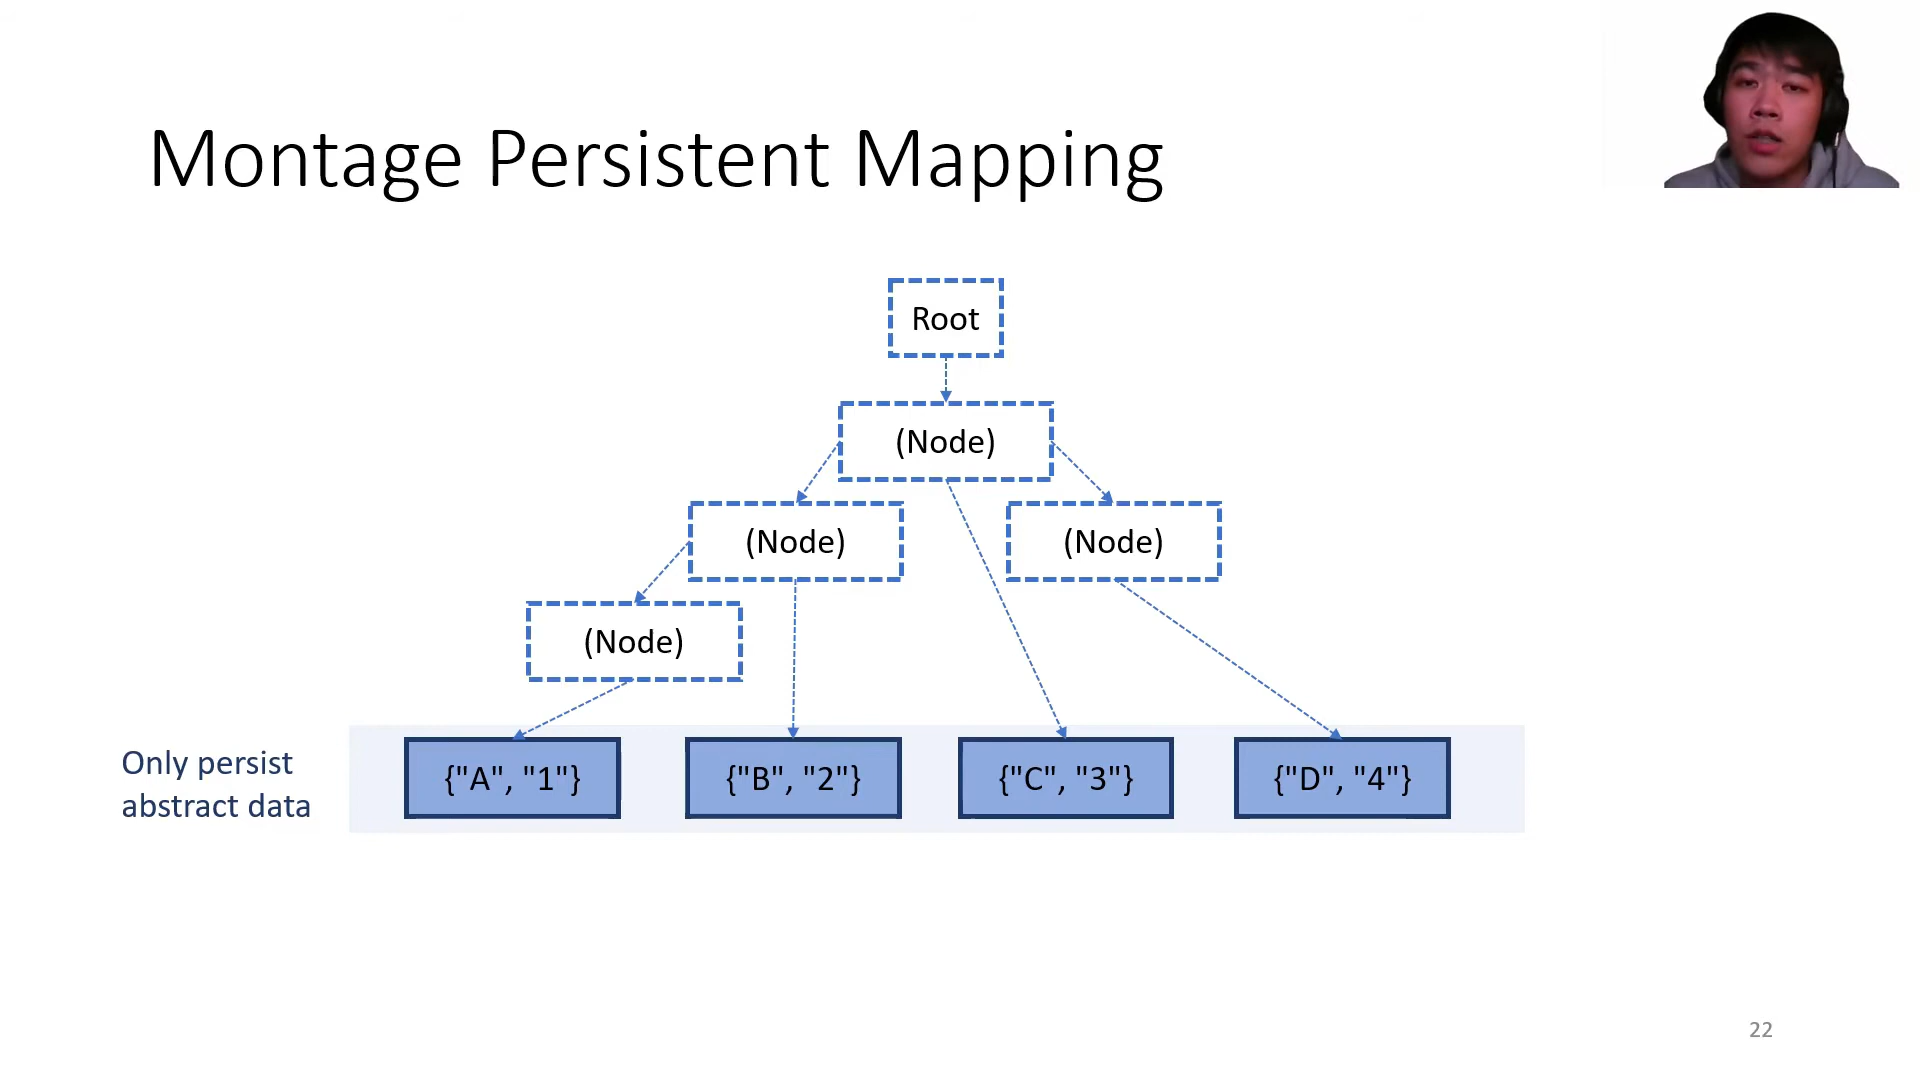 Montage Persistent Mapping
Root
(Node)
(Node)
(Node)
(Node)
Only persist
abstract data
{"A", "1"}
{"B", "2"}
{"C", "3"}
{"D", "4"}
22